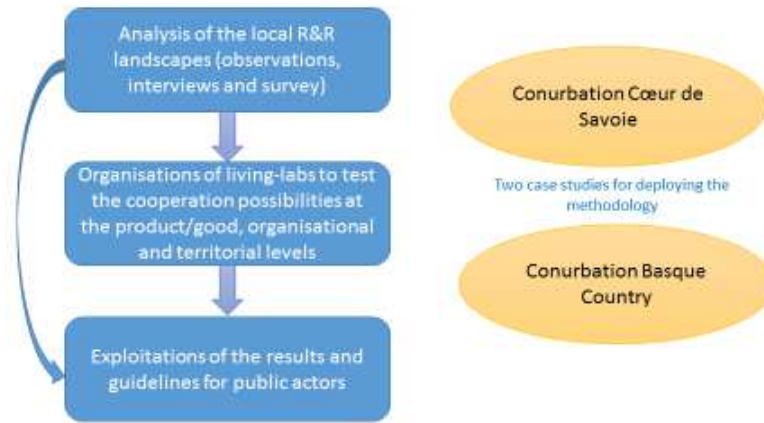 Analysis of the local R&R
landscapes (observations,
interviews and survey)
Organisations of living-labs to test
the cooperation possibilities at
the product/good, organisational
and territorial levels
Exploitations of the results and
guidelines for public actors
Conurbation Cœur de
Savoie
Two case studies for deploying the
methodology
Conurbation Basque
Country